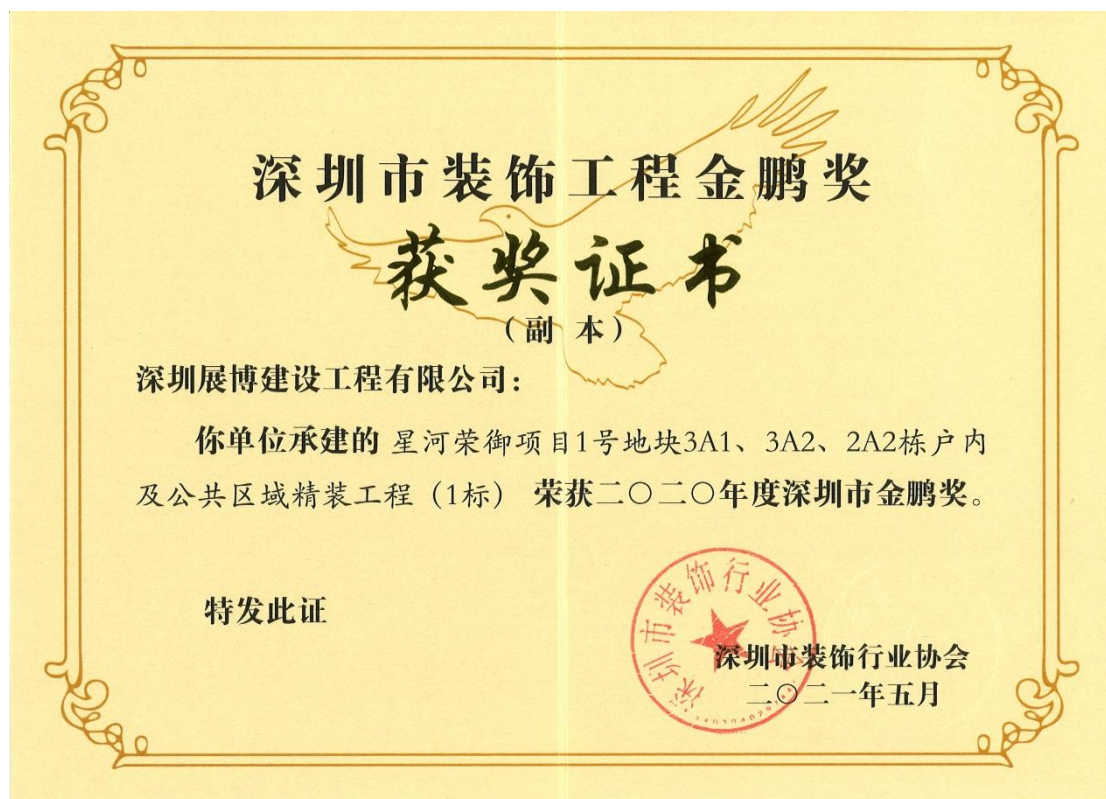 深圳市装饰工程金鹏奖
获奖证书
（副 本）
深圳展博建设工程有限公司：
你单位承建的 星河荣御项目1号地块3A1、3A2、2A2栋户内
及公共区域精装工程（1标） 荣获二〇二〇年度深圳市金鹏奖。
特发此证
深圳市装饰行业协会
深圳市装饰行业协会
二〇二一年五月